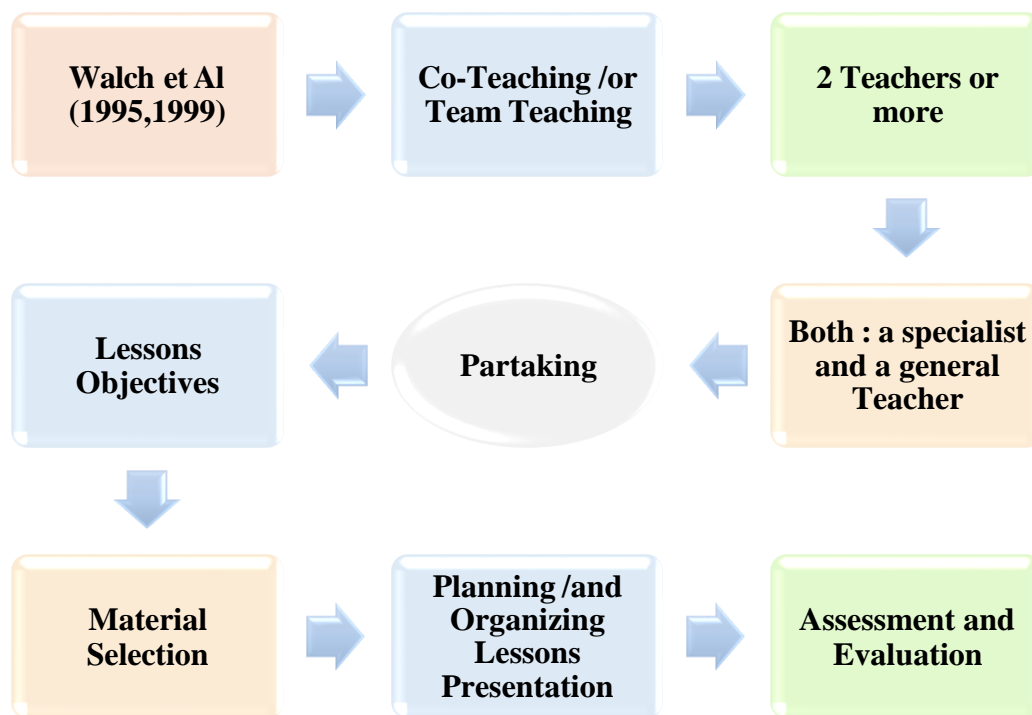 Walch et Al
(1995,1999)
Co-Teaching /or
Team Teaching
2 Teachers or
more
Both : a specialist
and a general
Teacher
Partaking
Lessons
Objectives
Material
Selection
Planning /and
Organizing
Lessons
Presentation
Assessment and
Evaluation